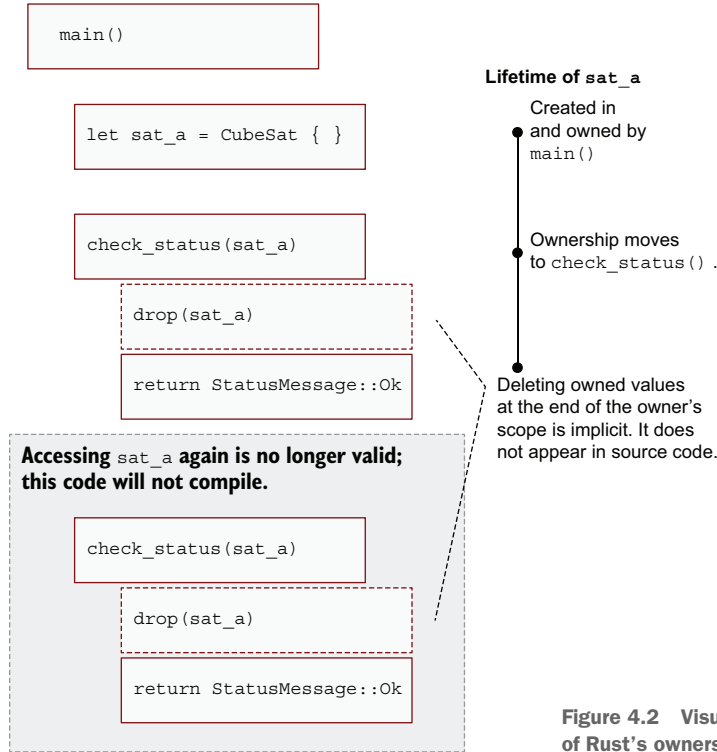 main()
let sat_a = CubeSat { }
check_status(sat_a)
drop(sat_a)
return StatusMessage::Ok
Accessing sat_a again is no longer valid;
this code will not compile.
check_status(sat_a)
drop(sat_a)
return StatusMessage::Ok
Lifetime of sat_a
Created in
and owned by
main()
Ownership moves
to check_status() .
Deleting owned values
at the end of the owner’s
scope is implicit. It does
not appear in source code.
Figure 4.2 Visu
of Rust’s owners